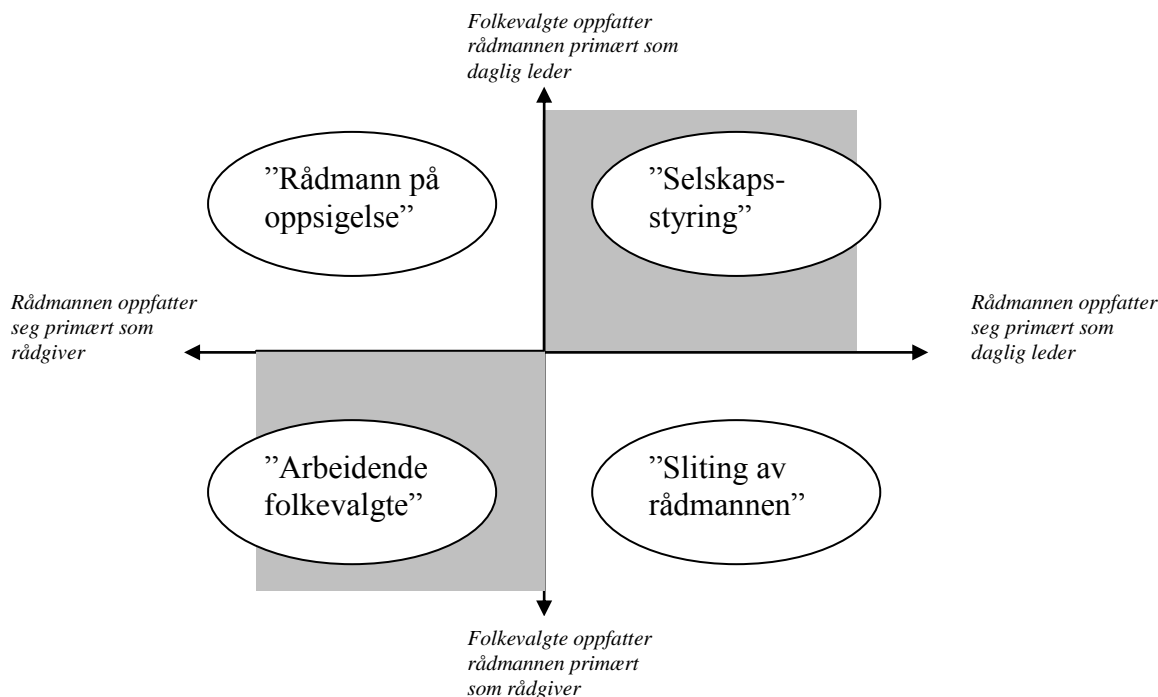 Folkevalgte oppfatter
rådmannen primært som
daglig leder
”Rådmann på
oppsigelse”
”Selskaps-
styring”
Rådmannen oppfatter
seg primært som
rådgiver
Rådmannen oppfatter
seg primært som
daglig leder
”Arbeidende
folkevalgte”
”Sliting av
rådmannen”
Folkevalgte oppfatter
rådmannen primært
som rådgiver